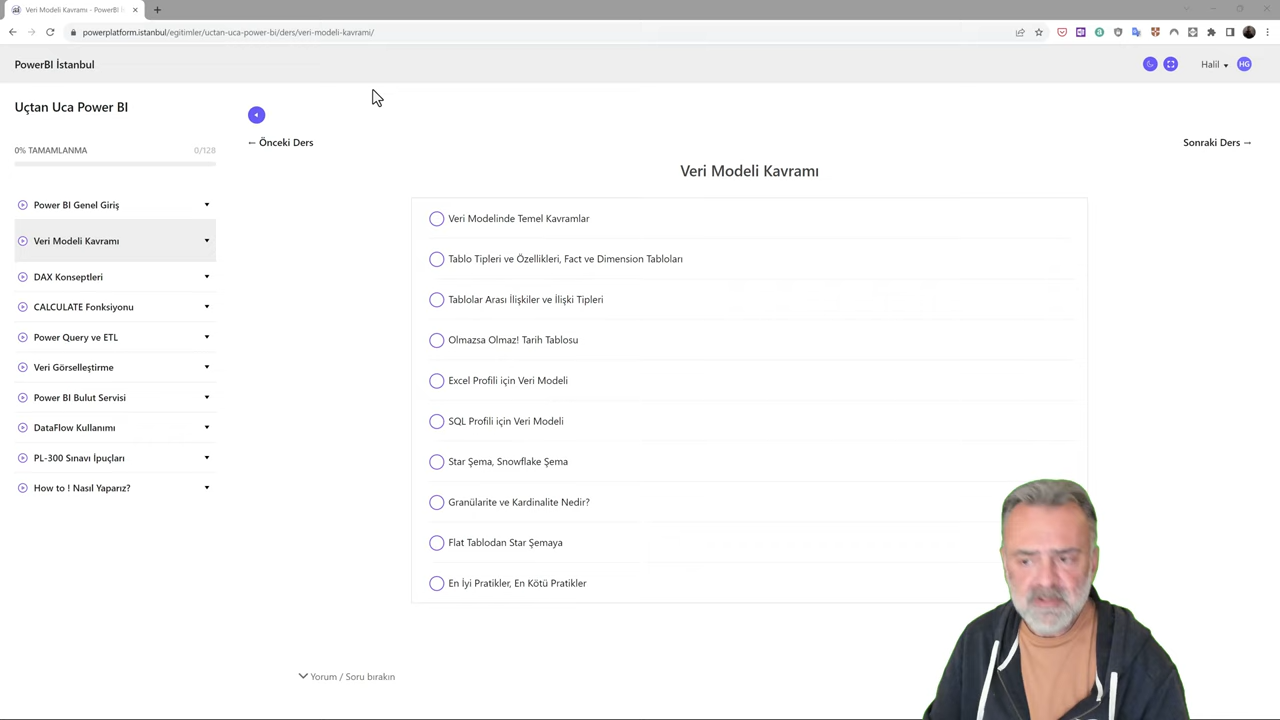 Veri Modeli Kavramı - PowerBI İ
powerplatform.istanbul/egitimler/uctan-uca-power-bi/ders/veri-modeli-kavrami/
PowerBI İstanbul
Halil
HG
Uçtan Uca Power BI
0% TAMAMLANMA
0/128
← Önceki Ders
Sonraki Ders →
Veri Modeli Kavramı
Power BI Genel Giriş
Veri Modeli Kavramı
DAX Konseptleri
CALCULATE Fonksiyonu
Power Query ve ETL
Veri Görselleştirme
Power BI Bulut Servisi
DataFlow Kullanımı
PL-300 Sınavı İpuçları
How to ! Nasıl Yaparız?
Veri Modelinde Temel Kavramlar
Tablo Tipleri ve Özellikleri, Fact ve Dimension Tabloları
Tablolar Arası İlişkiler ve İlişki Tipleri
Olmazsa Olmaz! Tarih Tablosu
Excel Profili için Veri Modeli
SQL Profili için Veri Modeli
Star Şema, Snowflake Şema
Granülarite ve Kardinalite Nedir?
Flat Tablodan Star Şemaya
En İyi Pratikler, En Kötü Pratikler
Yorum / Soru bırakın